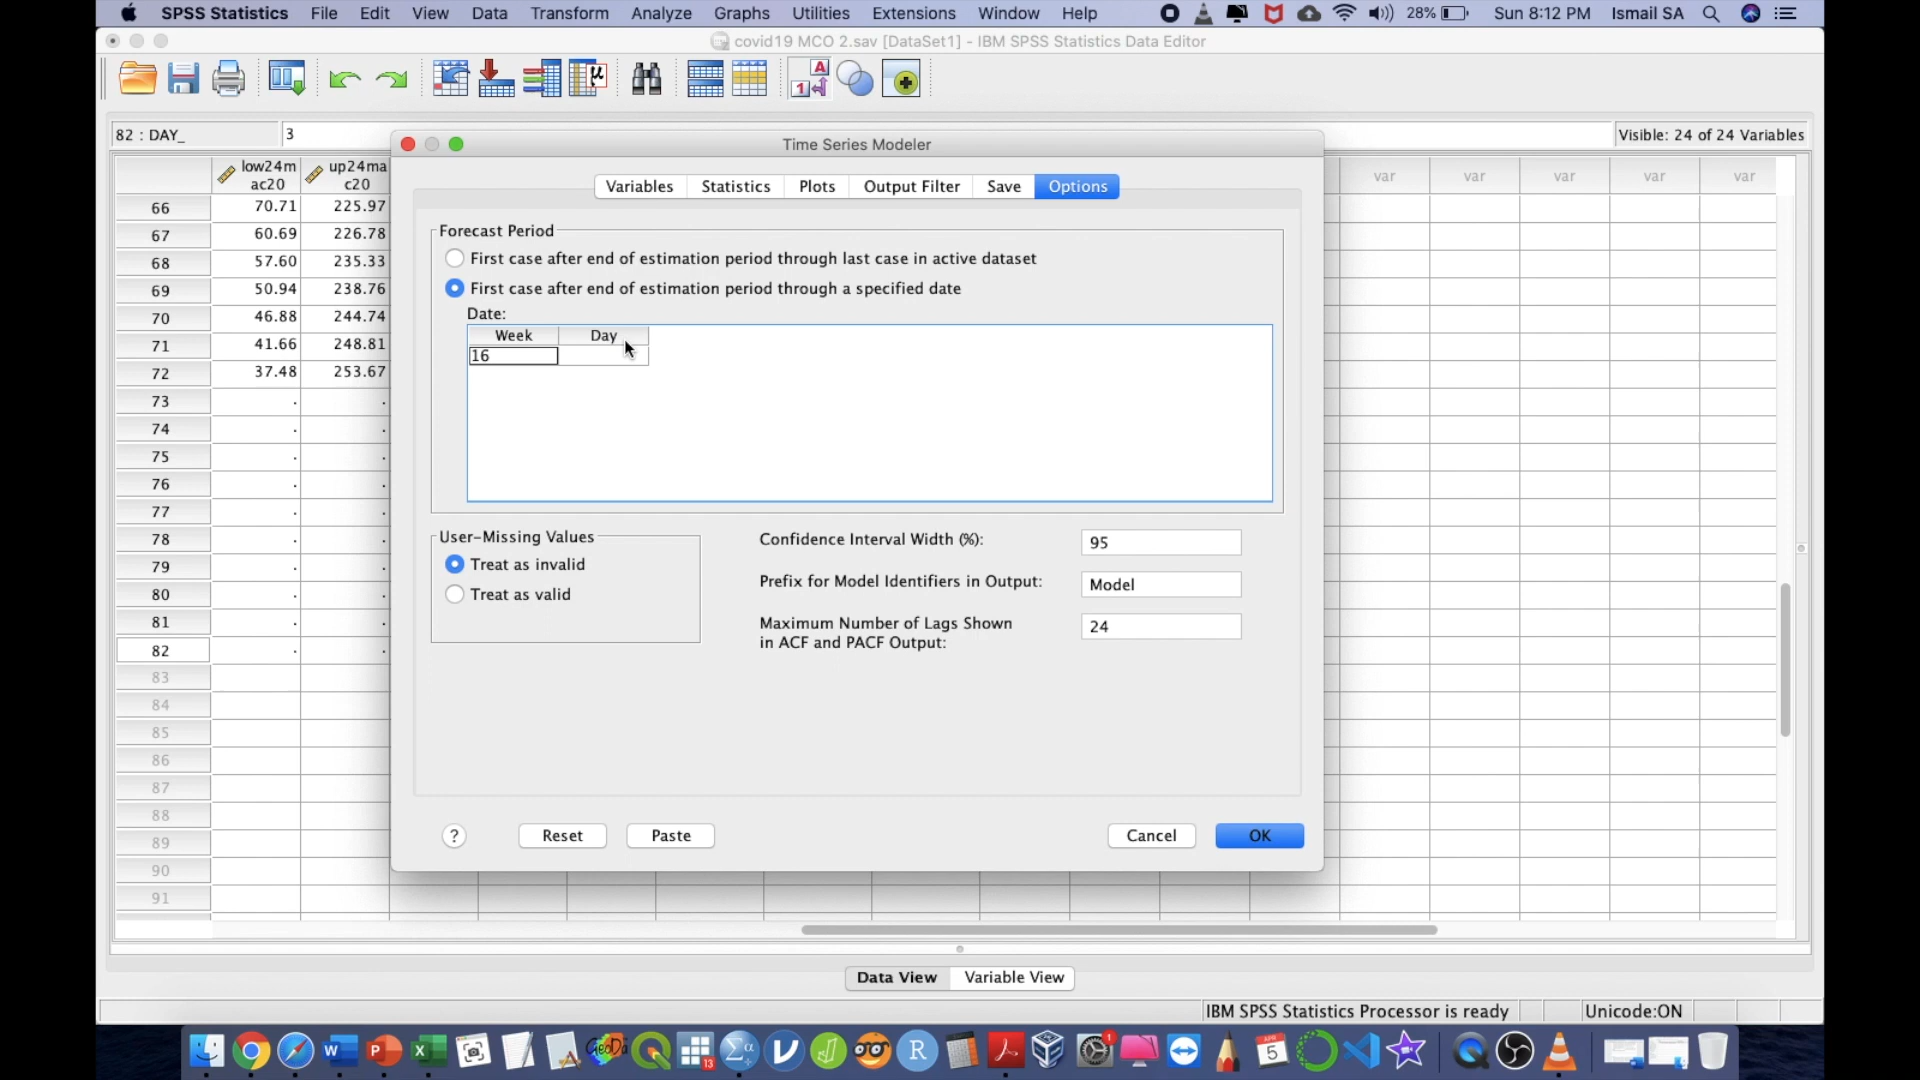 SPSS Statistics File Edit View Data Transform Analyze Graphs Utilities Extensions Window Help 28% Sun 8:12 PM Ismail SA
covid19 MCO 2.sav [DataSet1] - IBM SPSS Statistics Data Editor
82 : DAY_ 3 Visible: 24 of 24 Variables
Time Series Modeler
low24m
ac20
up24ma
c20
var var var var var
Variables Statistics Plots Output Filter Save Options
66 70.71 225.97
67 60.69 226.78
68 57.60 235.33
69 50.94 238.76
70 46.88 244.74
71 41.66 248.81
72 37.48 253.67
73 . .
74 . .
75 . .
76 . .
77 . .
78 . .
79 . .
80 . .
81 . .
82 . .
83
84
85
86
87
88
89
90
91
Forecast Period
First case after end of estimation period through last case in active dataset
First case after end of estimation period through a specified date
Date:
Week Day
16
User-Missing Values
Treat as invalid
Treat as valid
Confidence Interval Width (%): 95
Prefix for Model Identifiers in Output: Model
Maximum Number of Lags Shown
in ACF and PACF Output: 24
? Reset Paste Cancel OK
Data View Variable View
IBM SPSS Statistics Processor is ready Unicode:ON